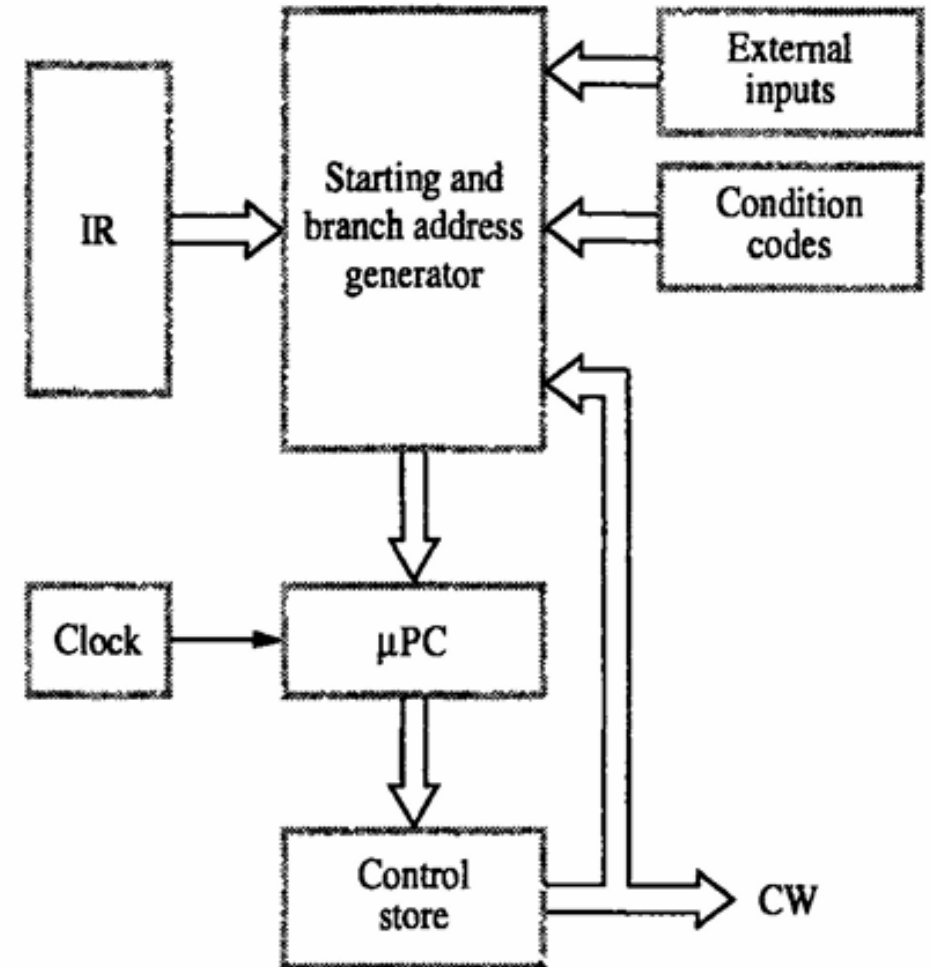 External
inputs
IR
Starting and
branch address
generator
Condition
codes
Clock
μPC
Control
store
CW